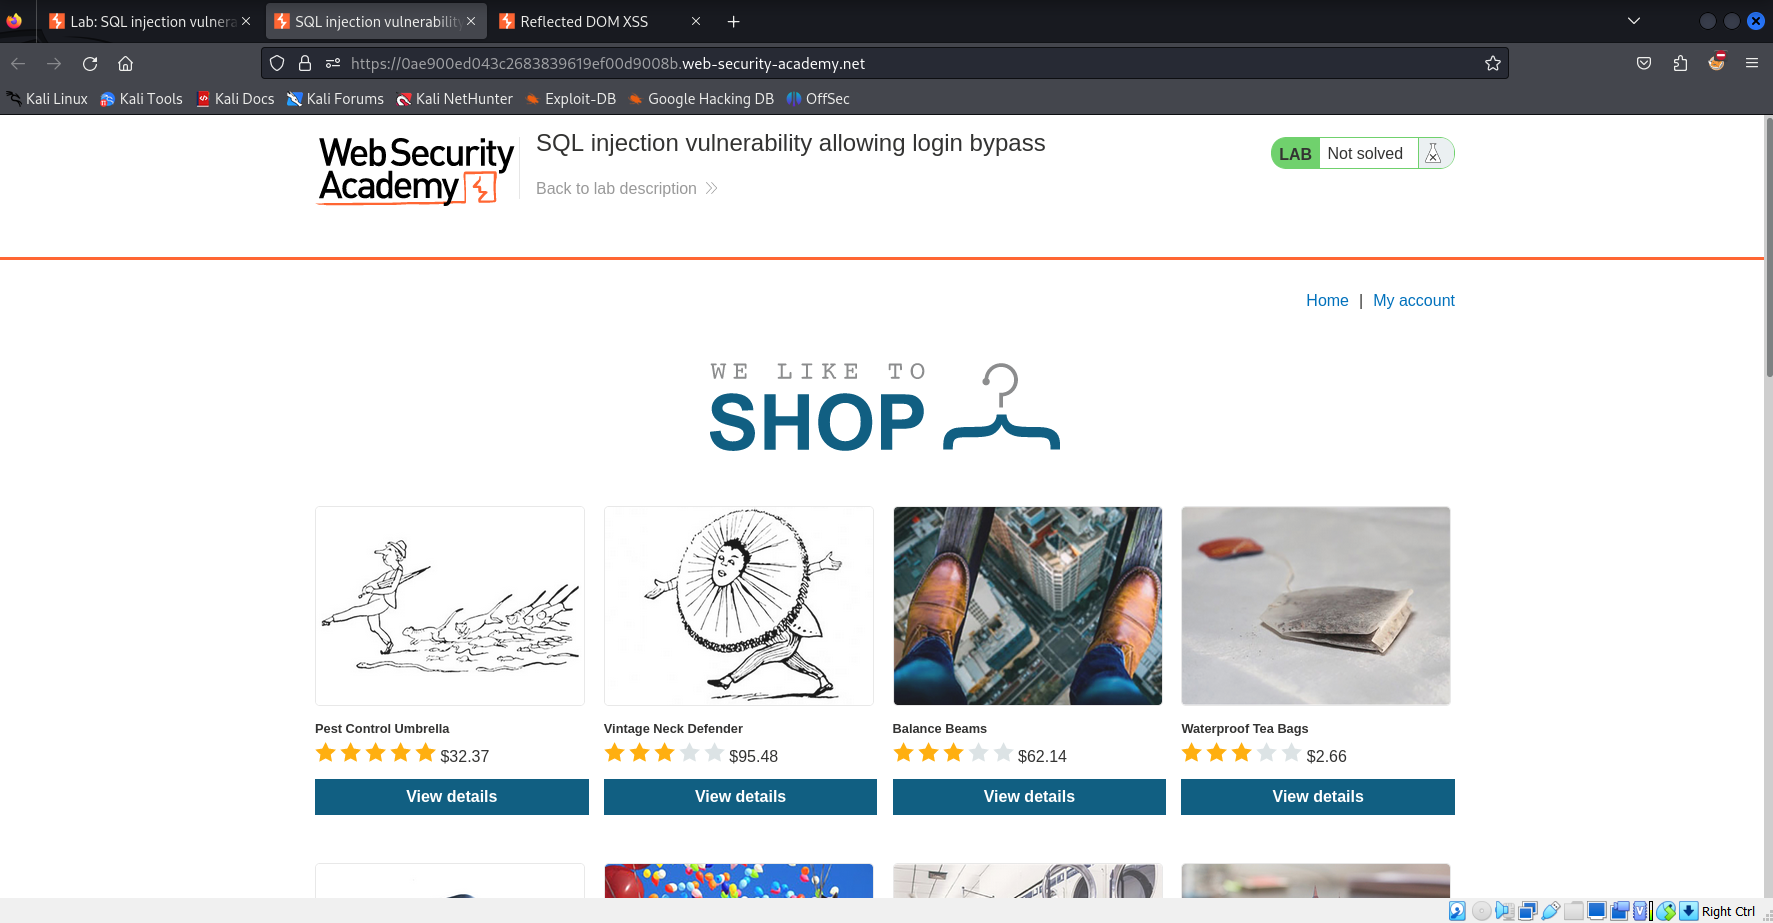 Lab: SQL injection vulnera
SQL injection vulnerability
Reflected DOM XSS
https://0ae900ed043c2683839619ef00d9008b.web-security-academy.net
Kali Linux
Kali Tools
Kali Docs
Kali Forums
Kali NetHunter
Exploit-DB
Google Hacking DB
OffSec
Web Security
Academy
SQL injection vulnerability allowing login bypass
Back to lab description
LAB
Not solved
Home | My account
WE LIKE TO
SHOP
Pest Control Umbrella
$32.37
View details
Vintage Neck Defender
$95.48
View details
Balance Beams
$62.14
View details
Waterproof Tea Bags
$2.66
View details
Right Ctrl